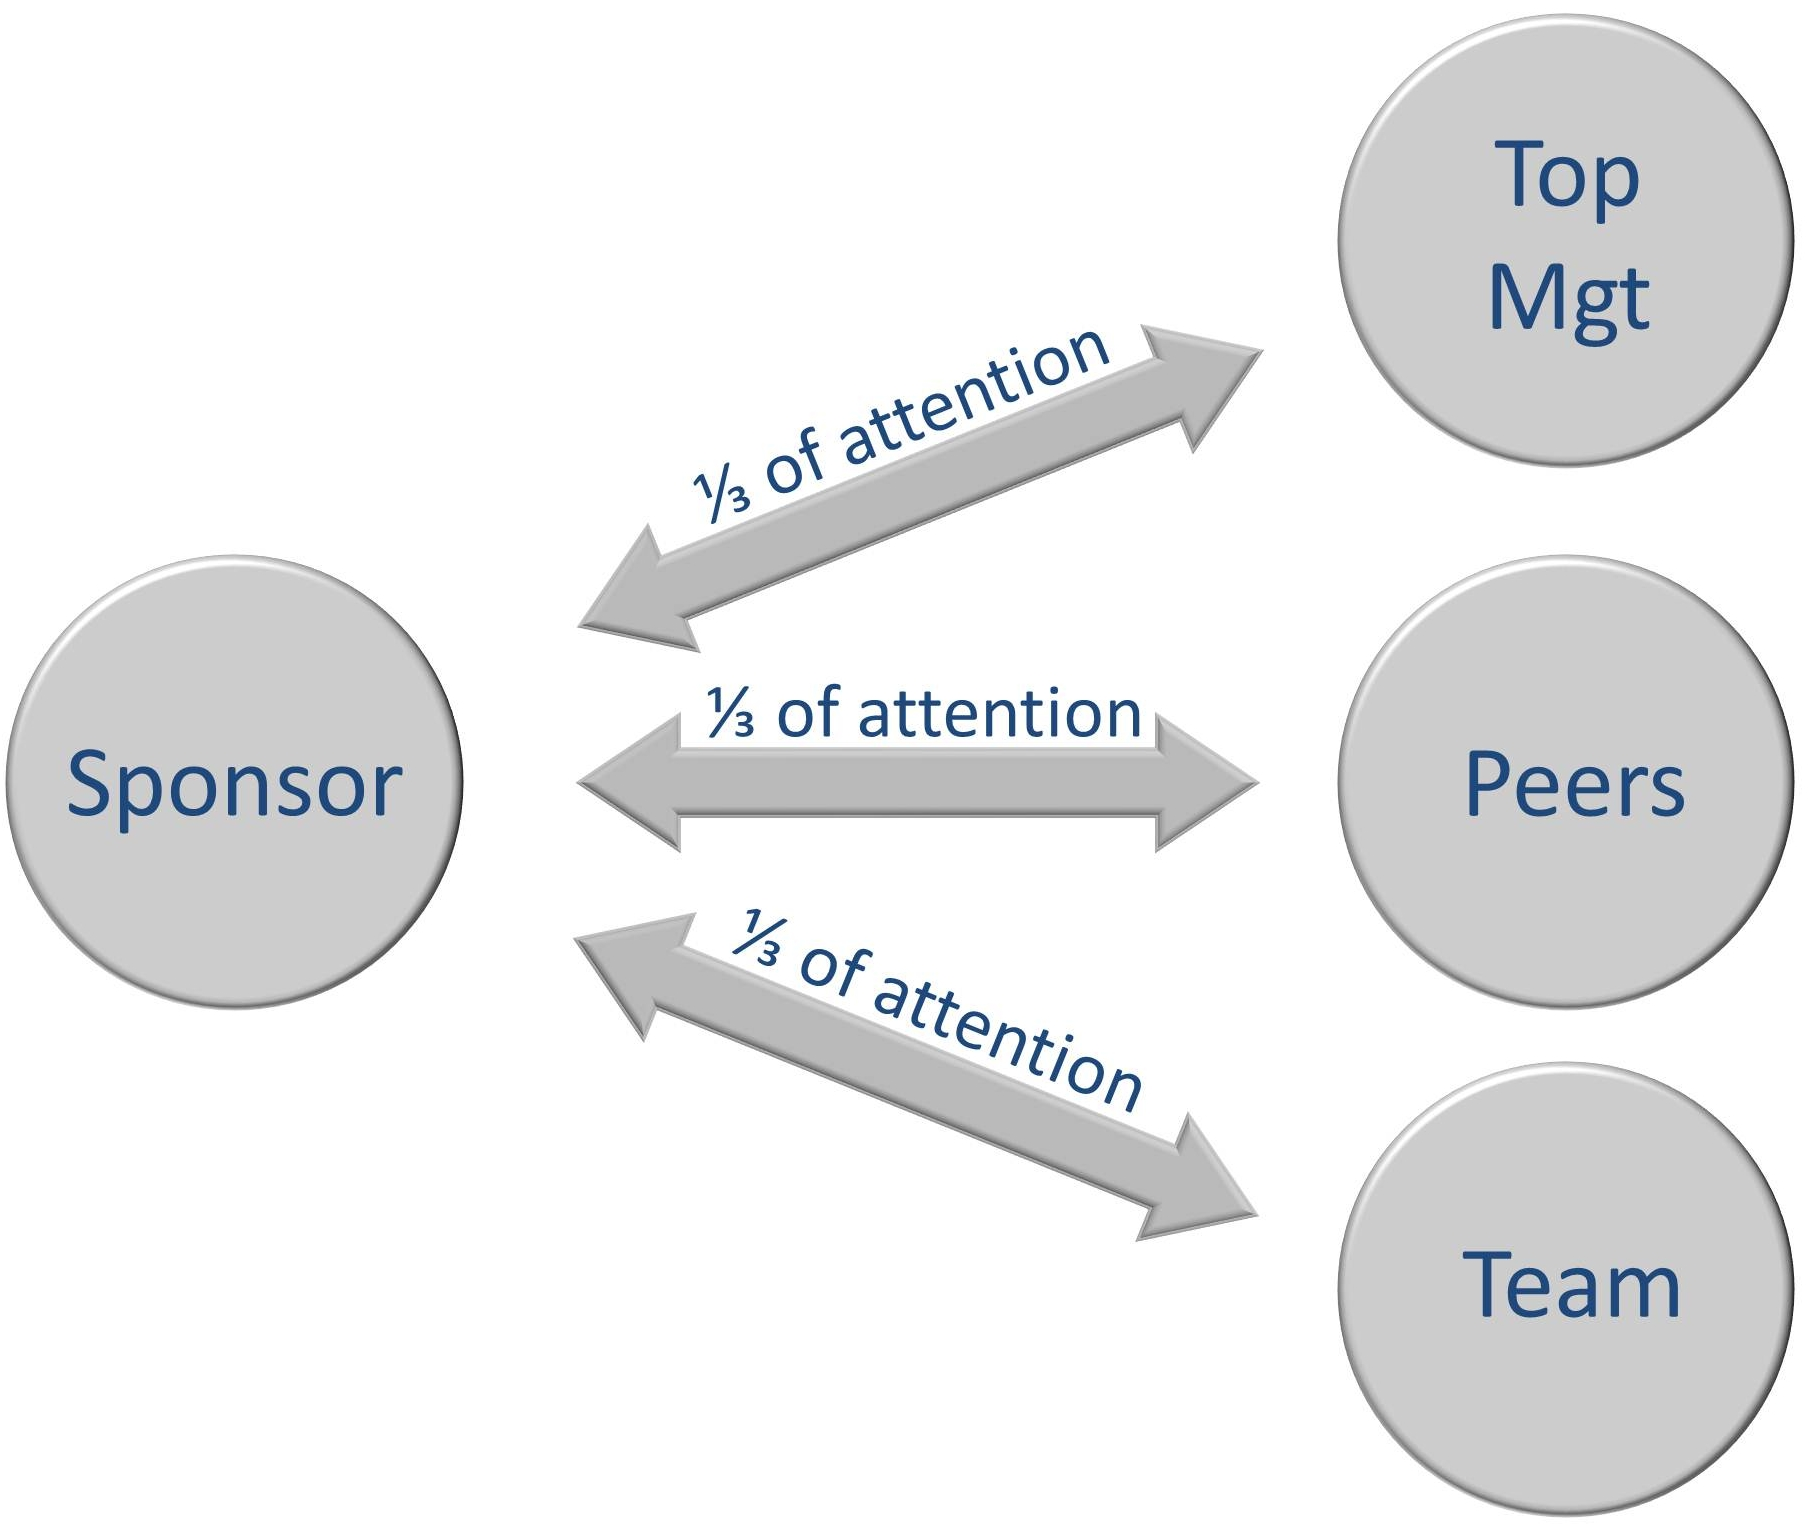 Top
Mgt
⅓ of attention
Sponsor
⅓ of attention
Peers
⅓ of attention
Team